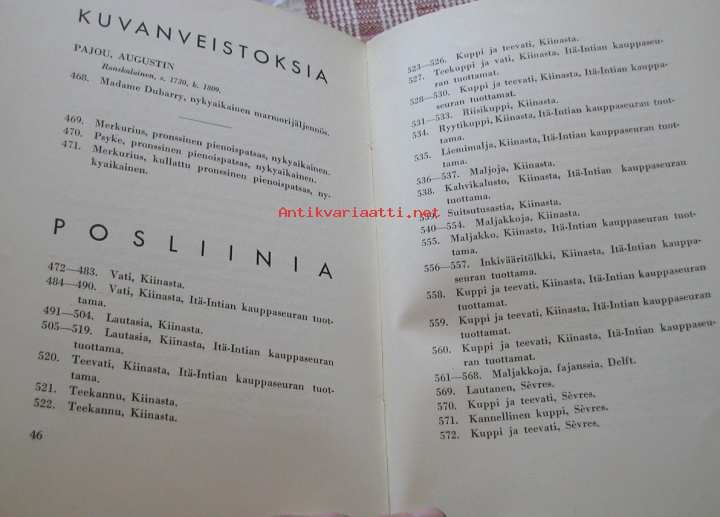 KUVANVEISTOKSIA
PAJOU, AUGUSTIN
Ranskalainen, s. 1730, k. 1809.
468. Madame Dubarry, nykyaikainen marmorijäljennös.
469. Merkurius, pronssinen pienoispatsas, nykyaikainen.
470. Psyke, pronssinen pienoispatsas, nykyaikainen.
471. Merkurius, kullattu pronssinen pienoispatsas, ny-
kyaikainen.
POSLIINIA
472—483. Vati, Kiinasta.
484—490. Vati, Kiinasta, Itä-Intian kauppaseuran tuot-
tama.
491—504. Lautasia, Kiinasta.
505—519. Lautasia, Kiinasta, Itä-Intian kauppaseuran
tuottama.
520. Teevati, Kiinasta, Itä-Intian kauppaseuran tuot-
tama.
521. Teekannu, Kiinasta.
522. Teekannu, Kiinasta.
46
523—526. Kuppi ja teevati, Kiinasta.
527. Teekoppi ja vati, Kiinasta, Itä-Intian kauppaseu-
ran tuottamat.
528—530. Kuppi ja teevati, Kiinasta, Itä-Intian kauppa-
seuran tuottamat.
531—533. Riisikuppi, Kiinasta.
534. Ryytikuppi, Kiinasta, Itä-Intian kauppaseuran tuot-
tama.
535. Liemimalja, Kiinasta, Itä-Intian kauppaseuran tuot-
tama.
536—537. Maljoja, Kiinasta.
538. Kahvikalusto, Kiinasta, Itä-Intian kauppaseuran
tuottama.
539. Suitsutusastia, Kiinasta.
540—554. Maljakkoja, Kiinasta.
555. Maljakko, Kiinasta, Itä-Intian kauppaseuran tuot-
tama.
556—557. Inkivääritölkki, Kiinasta, Itä-Intian kauppa-
seuran tuottama.
558. Kuppi ja teevati, Kiinasta, Itä-Intian kauppaseuran
tuottamat.
559. Kuppi ja teevati, Kiinasta, Itä-Intian kauppaseuran
tuottamat.
560. Kuppi ja teevati, Kiinasta, Itä-Intian kauppaseu-
ran tuottamat.
561—568. Maljakkoja, fajanssia, Delft.
569. Lautanen, Sèvres.
570. Kuppi ja teevati, Sèvres.
571. Kannellinen kuppi, Sèvres.
572. Kuppi ja teevati, Sèvres.
Antikvariaatti.net